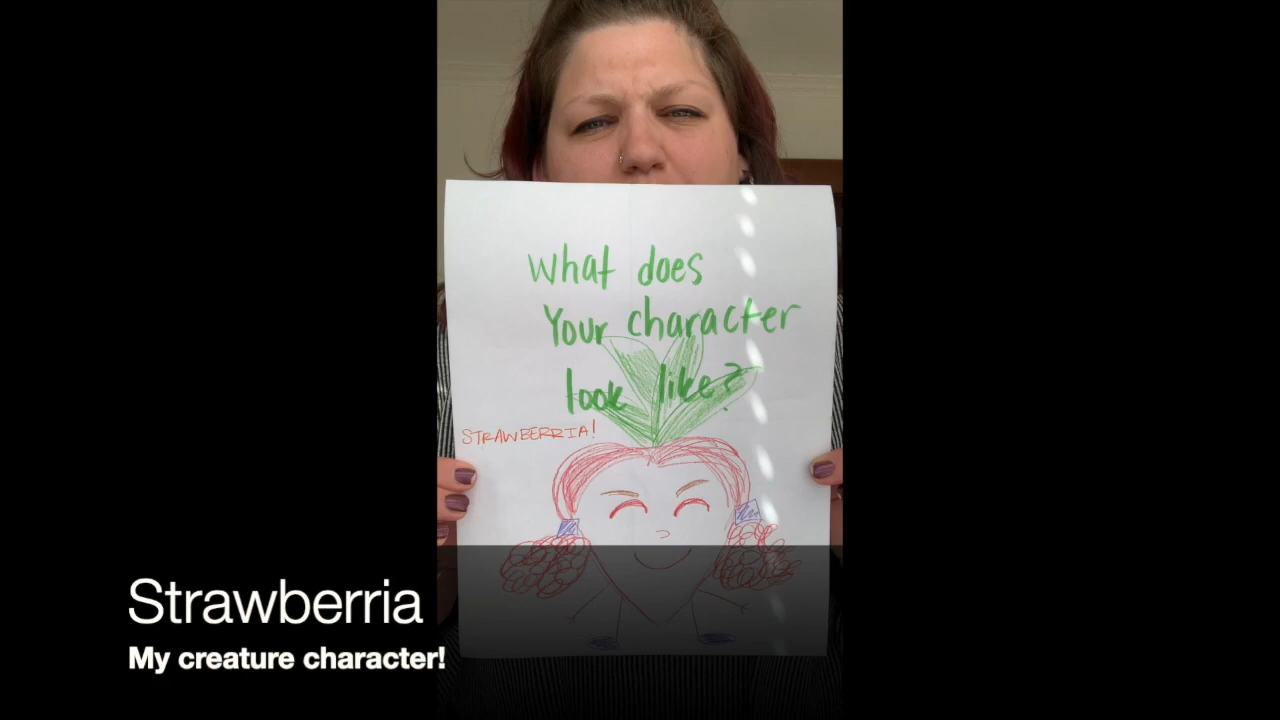 What does
Your character
look like?
STRAWBERRIA!
Strawberria
My creature character!